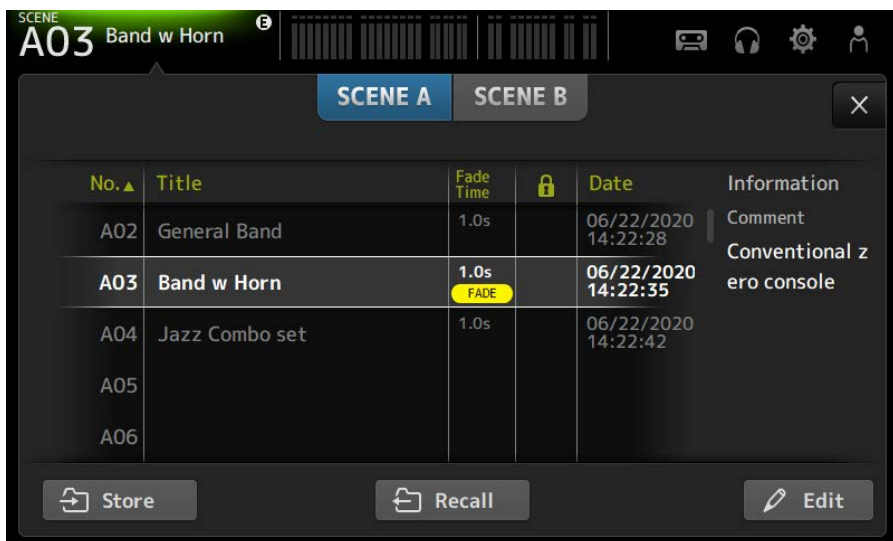 SCENE
A03 Band w Horn E
SCENE A SCENE B
No.▲ Title Fade Time Date Information
A02 General Band 1.0s 06/22/2020 14:22:28
Comment
Conventional z
ero console
A03 Band w Horn 1.0s FADE 06/22/2020 14:22:35
A04 Jazz Combo set 1.0s 06/22/2020 14:22:42
A05
A06
Store Recall Edit